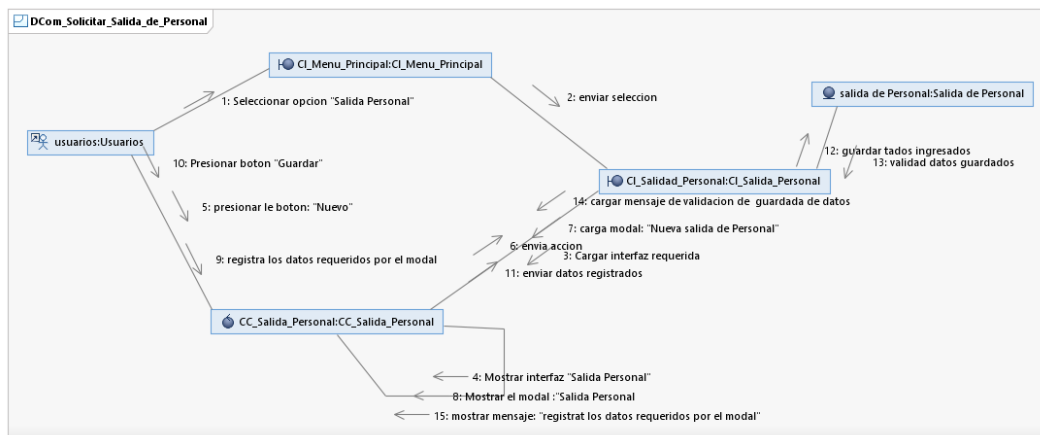 DCom_Solicitar_Salida_de_Personal
CI_Menu_Principal:CI_Menu_Principal
1: Seleccionar opcion "Salida Personal"
2: enviar seleccion
salida de Personal:Salida de Personal
usuarios:Usuarios
10: Presionar boton "Guardar"
12: guardar tados ingresados
13: validad datos guardados
CI_Salidad_Personal:CI_Salida_Personal
14: cargar mensaje de validacion de guardada de datos
5: presionar le boton: "Nuevo"
7: carga modal: "Nueva salida de Personal"
6: envia accion
3: Cargar interfaz requerida
9: registra los datos requeridos por el modal
11: enviar datos registrados
CC_Salida_Personal:CC_Salida_Personal
4: Mostrar interfaz "Salida Personal"
8: Mostrar el modal :"Salida Personal
15: mostrar mensaje: "registrat los datos requeridos por el modal"